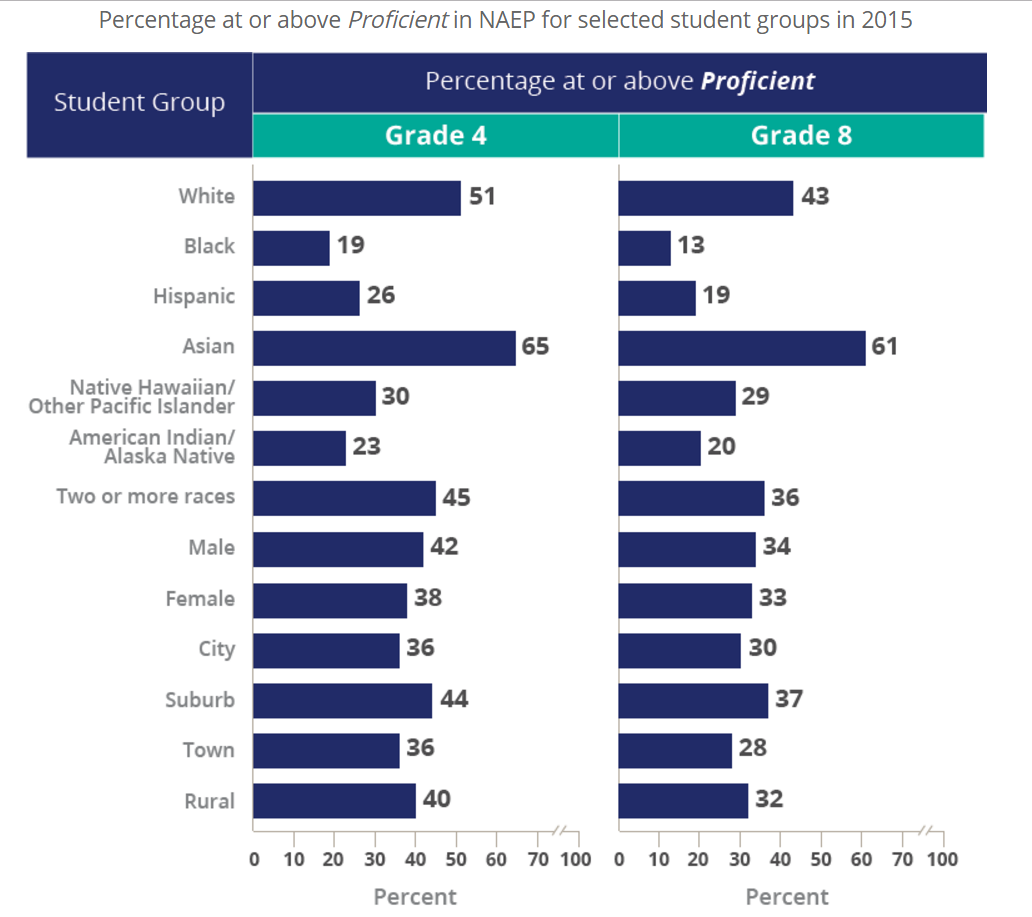 Percentage at or above Proficient in NAEP for selected student groups in 2015
Student Group
Percentage at or above Proficient
Grade 4 Grade 8
White 51 43
Black 19 13
Hispanic 26 19
Asian 65 61
Native Hawaiian/
Other Pacific Islander 30 29
American Indian/
Alaska Native 23 20
Two or more races 45 36
Male 42 34
Female 38 33
City 36 30
Suburb 44 37
Town 36 28
Rural 40 32
0 10 20 30 40 50 60 70 100 0 10 20 30 40 50 60 70 100
Percent Percent